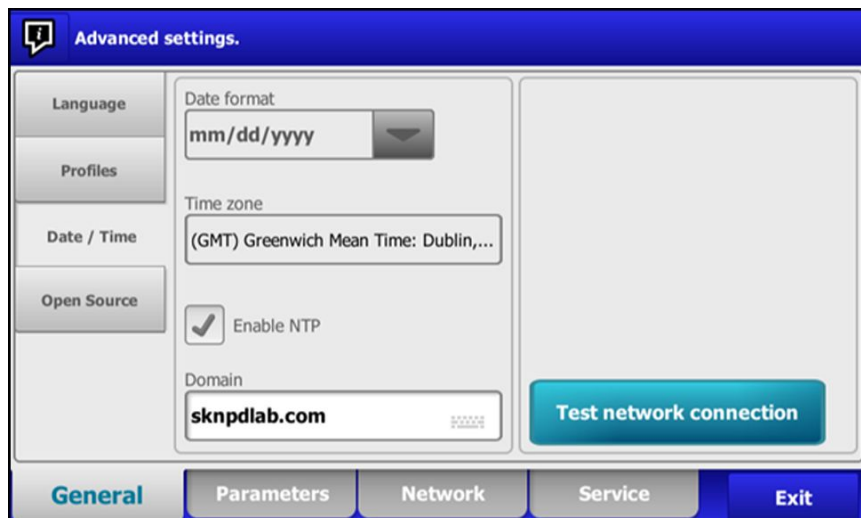 Advanced settings.
Language
Profiles
Date / Time
Open Source
Date format
mm/dd/yyyy
Time zone
(GMT) Greenwich Mean Time: Dublin,...
Enable NTP
Domain
sknpdlab.com
Test network connection
General
Parameters
Network
Service
Exit